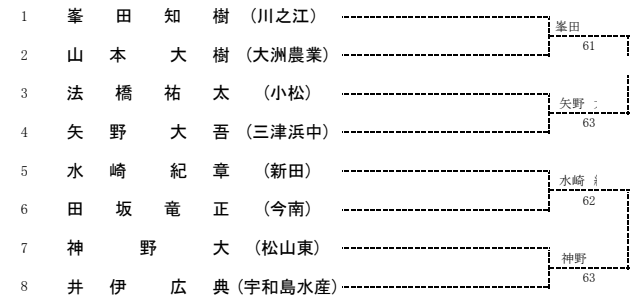 1 峯田知樹 (川之江)
峯田
2 山本大樹 (大洲農業)
61
3 法橋祐太 (小松)
矢野
4 矢野大吾 (三津浜中)
63
5 水崎紀章 (新田)
水崎
6 田坂竜正 (今南)
62
7 神野大 (松山東)
神野
8 井伊広典 (宇和島水産)
63